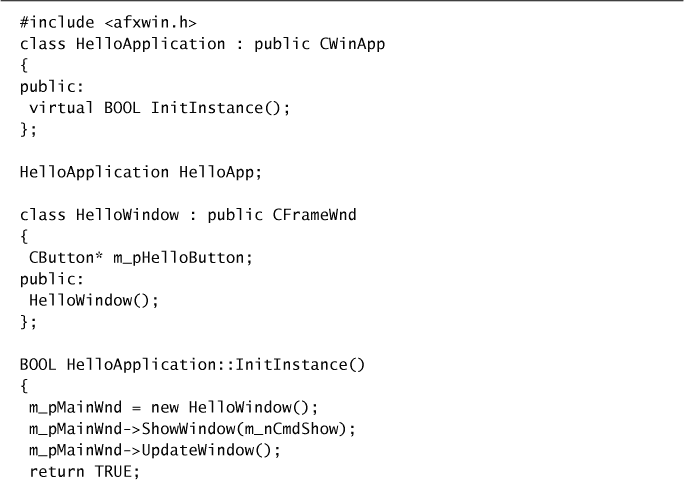 #include <afxwin.h>
class HelloApplication : public CWinApp
{
public:
 virtual BOOL InitInstance();
};

HelloApplication HelloApp;

class HelloWindow : public CFrameWnd
{
 CButton* m_pHelloButton;
public:
 HelloWindow();
};

BOOL HelloApplication::InitInstance()
{
 m_pMainWnd = new HelloWindow();
 m_pMainWnd->ShowWindow(m_nCmdShow);
 m_pMainWnd->UpdateWindow();
 return TRUE;